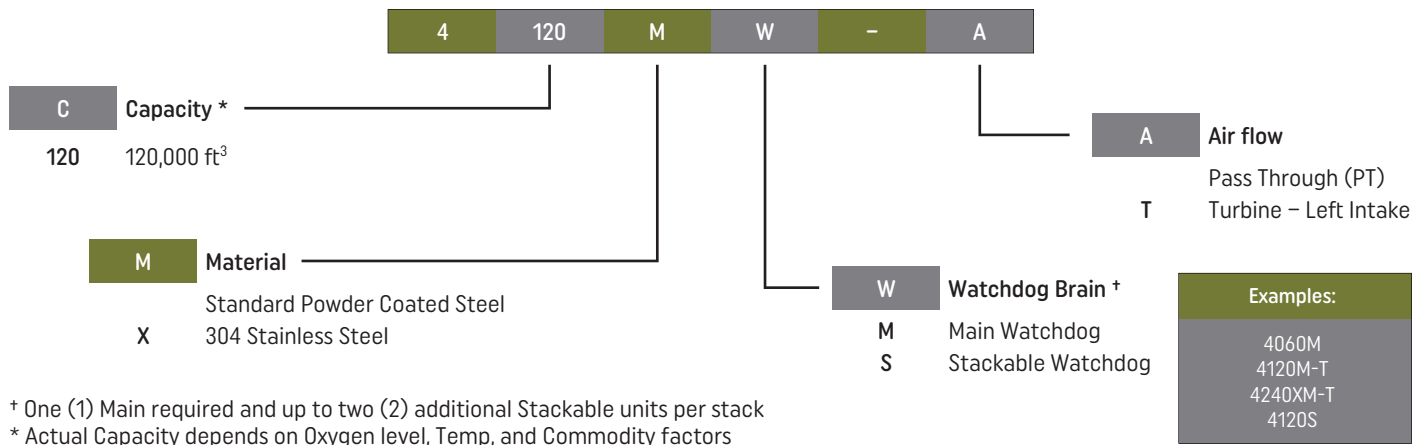 4 120 M W – A
C Capacity *
120 120,000 ft³
A Air flow
Pass Through (PT)
T Turbine – Left Intake
M Material
Standard Powder Coated Steel
X 304 Stainless Steel
W Watchdog Brain †
M Main Watchdog
S Stackable Watchdog
Examples:
4060M
4120M-T
4240XM-T
4120S
† One (1) Main required and up to two (2) additional Stackable units per stack
* Actual Capacity depends on Oxygen level, Temp, and Commodity factors